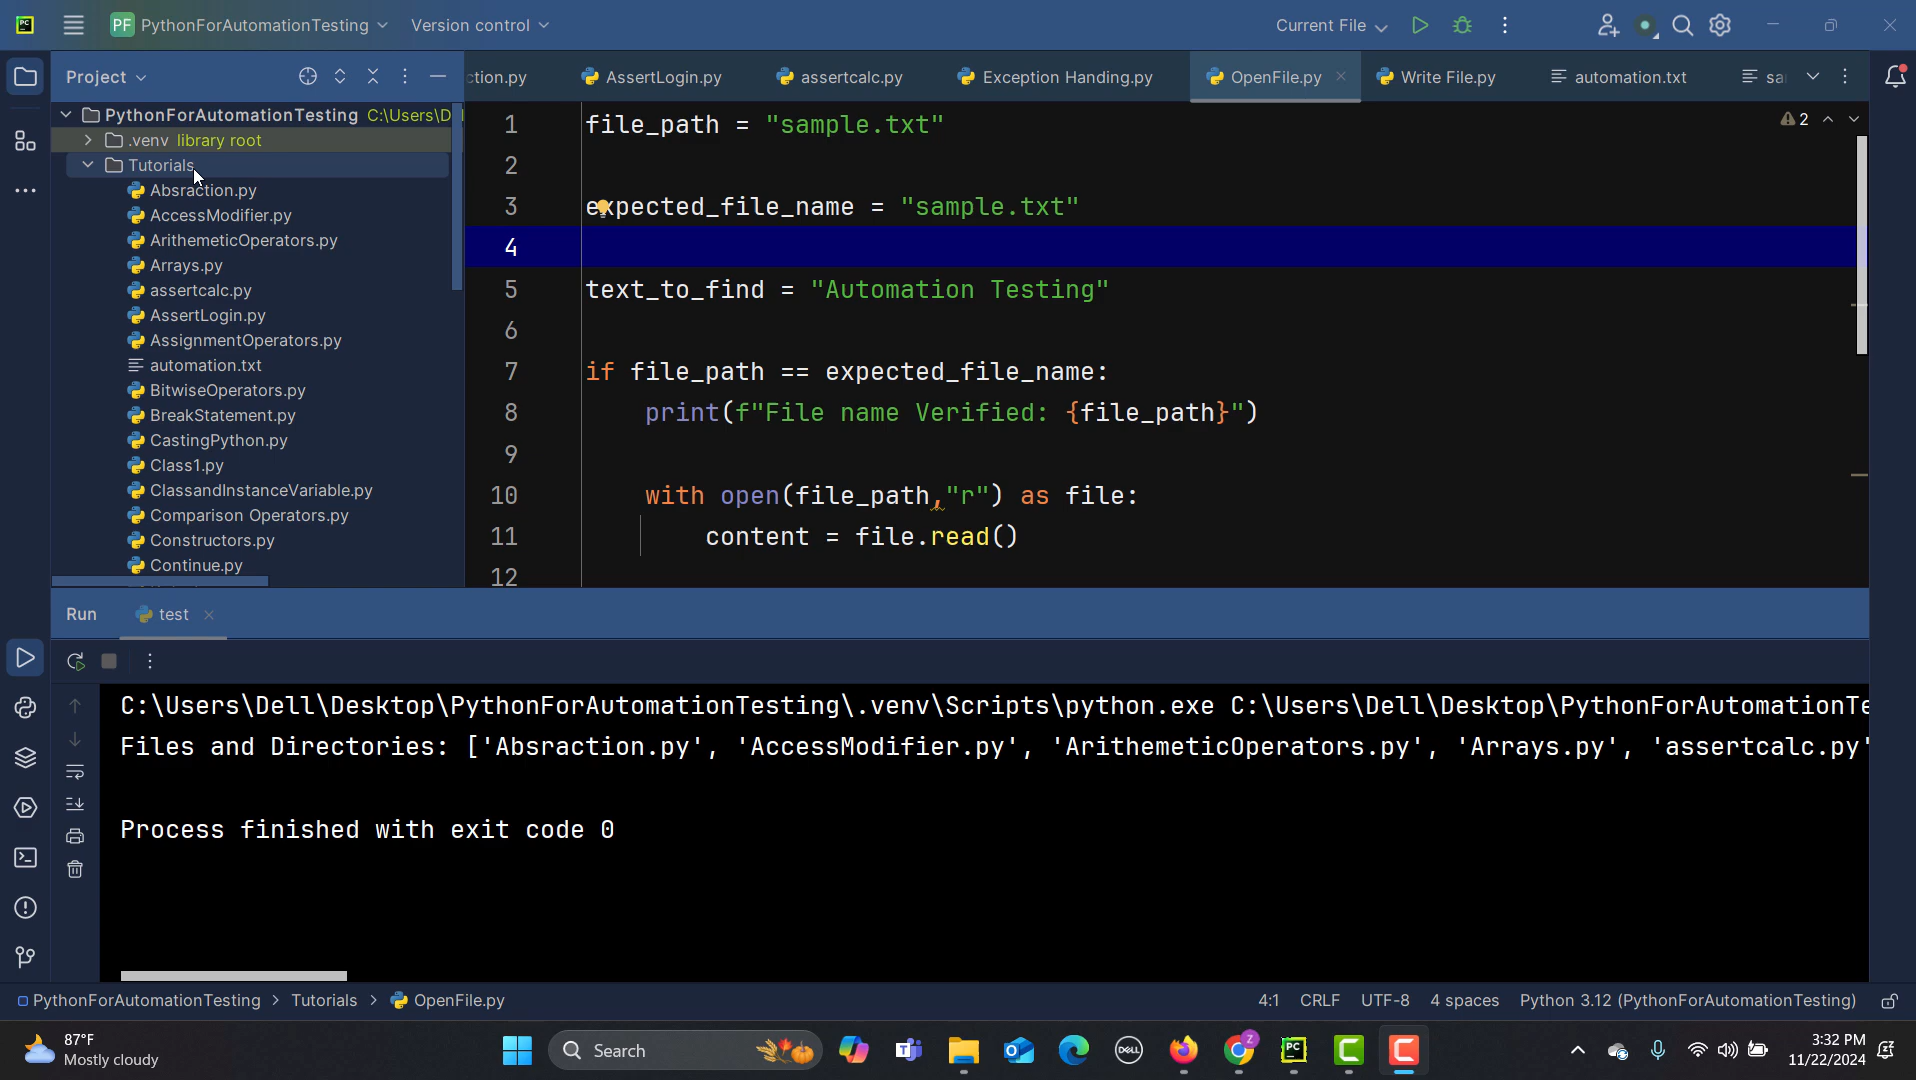 PC
PF PythonForAutomationTesting
Version control
Current File
Project
ction.py
AssertLogin.py
assertcalc.py
Exception Handing.py
OpenFile.py
Write File.py
automation.txt
sa
PythonForAutomationTesting C:\Users\D
.venv library root
Tutorials
Absraction.py
AccessModifier.py
ArithemeticOperators.py
Arrays.py
assertcalc.py
AssertLogin.py
AssignmentOperators.py
automation.txt
BitwiseOperators.py
BreakStatement.py
CastingPython.py
Class1.py
ClassandInstanceVariable.py
Comparison Operators.py
Constructors.py
Continue.py
2
1 file_path = "sample.txt"
2
3 expected_file_name = "sample.txt"
4
5 text_to_find = "Automation Testing"
6
7 if file_path == expected_file_name:
8 print(f"File name Verified: {file_path}")
9
10 with open(file_path,"r") as file:
11 content = file.read()
12
Run
test
C:\Users\Dell\Desktop\PythonForAutomationTesting\.venv\Scripts\python.exe C:\Users\Dell\Desktop\PythonForAutomationTe
Files and Directories: ['Absraction.py', 'AccessModifier.py', 'ArithemeticOperators.py', 'Arrays.py', 'assertcalc.py'
Process finished with exit code 0
PythonForAutomationTesting > Tutorials > OpenFile.py
4:1 CRLF UTF-8 4 spaces Python 3.12 (PythonForAutomationTesting)
87°F
Mostly cloudy
Search
DELL
Z
PC
3:32 PM
11/22/2024